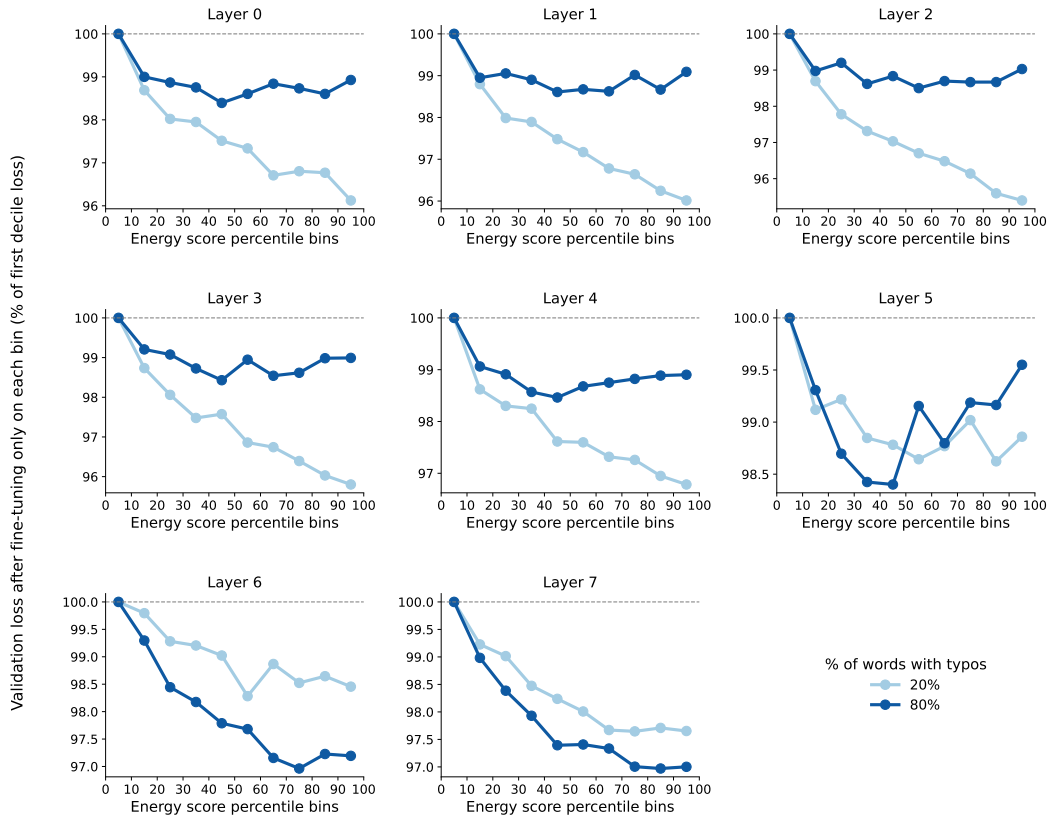 Validation loss after fine-tuning only on each bin (% of first decile loss)
Layer 0
100
99
98
97
96
0 10 20 30 40 50 60 70 80 90 100
Energy score percentile bins
Layer 1
100
99
98
97
96
0 10 20 30 40 50 60 70 80 90 100
Energy score percentile bins
Layer 2
100
99
98
97
96
0 10 20 30 40 50 60 70 80 90 100
Energy score percentile bins
Layer 3
100
99
98
97
96
0 10 20 30 40 50 60 70 80 90 100
Energy score percentile bins
Layer 4
100
99
98
97
0 10 20 30 40 50 60 70 80 90 100
Energy score percentile bins
Layer 5
100.0
99.5
99.0
98.5
0 10 20 30 40 50 60 70 80 90 100
Energy score percentile bins
Layer 6
100.0
99.5
99.0
98.5
98.0
97.5
97.0
0 10 20 30 40 50 60 70 80 90 100
Energy score percentile bins
Layer 7
100.0
99.5
99.0
98.5
98.0
97.5
97.0
0 10 20 30 40 50 60 70 80 90 100
Energy score percentile bins
% of words with typos
20%
80%